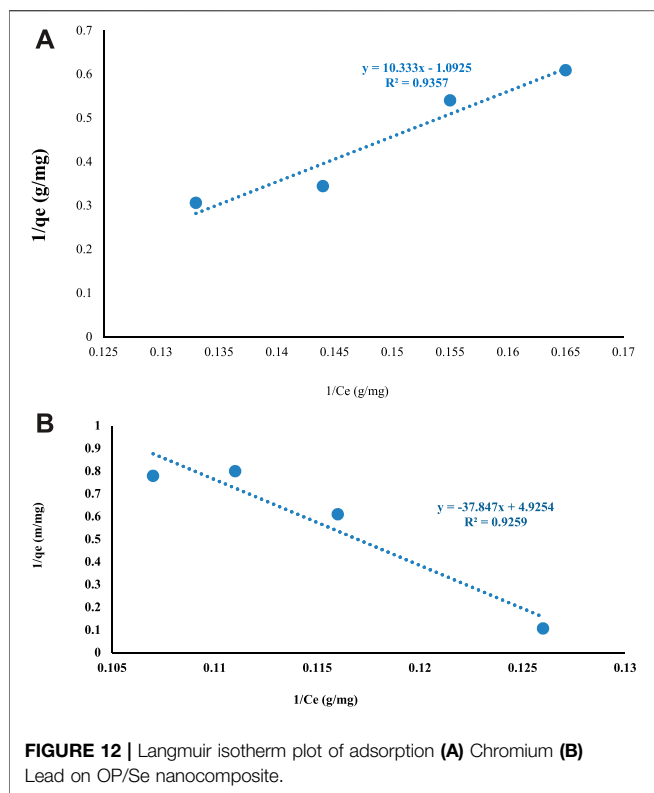 A
0.7
0.6
0.5
0.4
0.3
0.2
0.1
0
1/qe (g/mg)
y = 10.333x - 1.0925
R² = 0.9357
0.125 0.13 0.135 0.14 0.145 0.15 0.155 0.16 0.165 0.17
1/Ce (g/mg)
B
1
0.9
0.8
0.7
0.6
0.5
0.4
0.3
0.2
0.1
0
1/qe (m/mg)
y = -37.847x + 4.9254
R² = 0.9259
0.105 0.11 0.115 0.12 0.125 0.13
1/Ce (g/mg)
FIGURE 12 | Langmuir isotherm plot of adsorption (A) Chromium (B)
Lead on OP/Se nanocomposite.